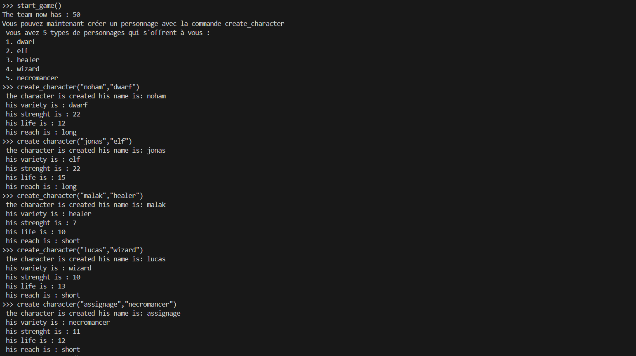 >>> start_game()
The team now has : 50
Vous pouvez maintenant créer un personnage avec la commande create_character
vous avez 5 types de personnages qui s'offrent à vous :
1. dwarf
2. elf
3. healer
4. wizard
5. necromancer
>>> create_character("noham","dwarf")
the character is created his name is: noham
his variety is : dwarf
his strenght is : 22
his life is : 12
his reach is : long
>>> create_character("jonas","elf")
the character is created his name is: jonas
his variety is : elf
his strenght is : 22
his life is : 15
his reach is : long
>>> create_character("malak","healer")
the character is created his name is: malak
his variety is : healer
his strenght is : 7
his life is : 10
his reach is : short
>>> create_character("lucas","wizard")
the character is created his name is: lucas
his variety is : wizard
his strenght is : 10
his life is : 13
his reach is : short
>>> create_character("assignage","necromancer")
the character is created his name is: assignage
his variety is : necromancer
his strenght is : 11
his life is : 12
his reach is : short